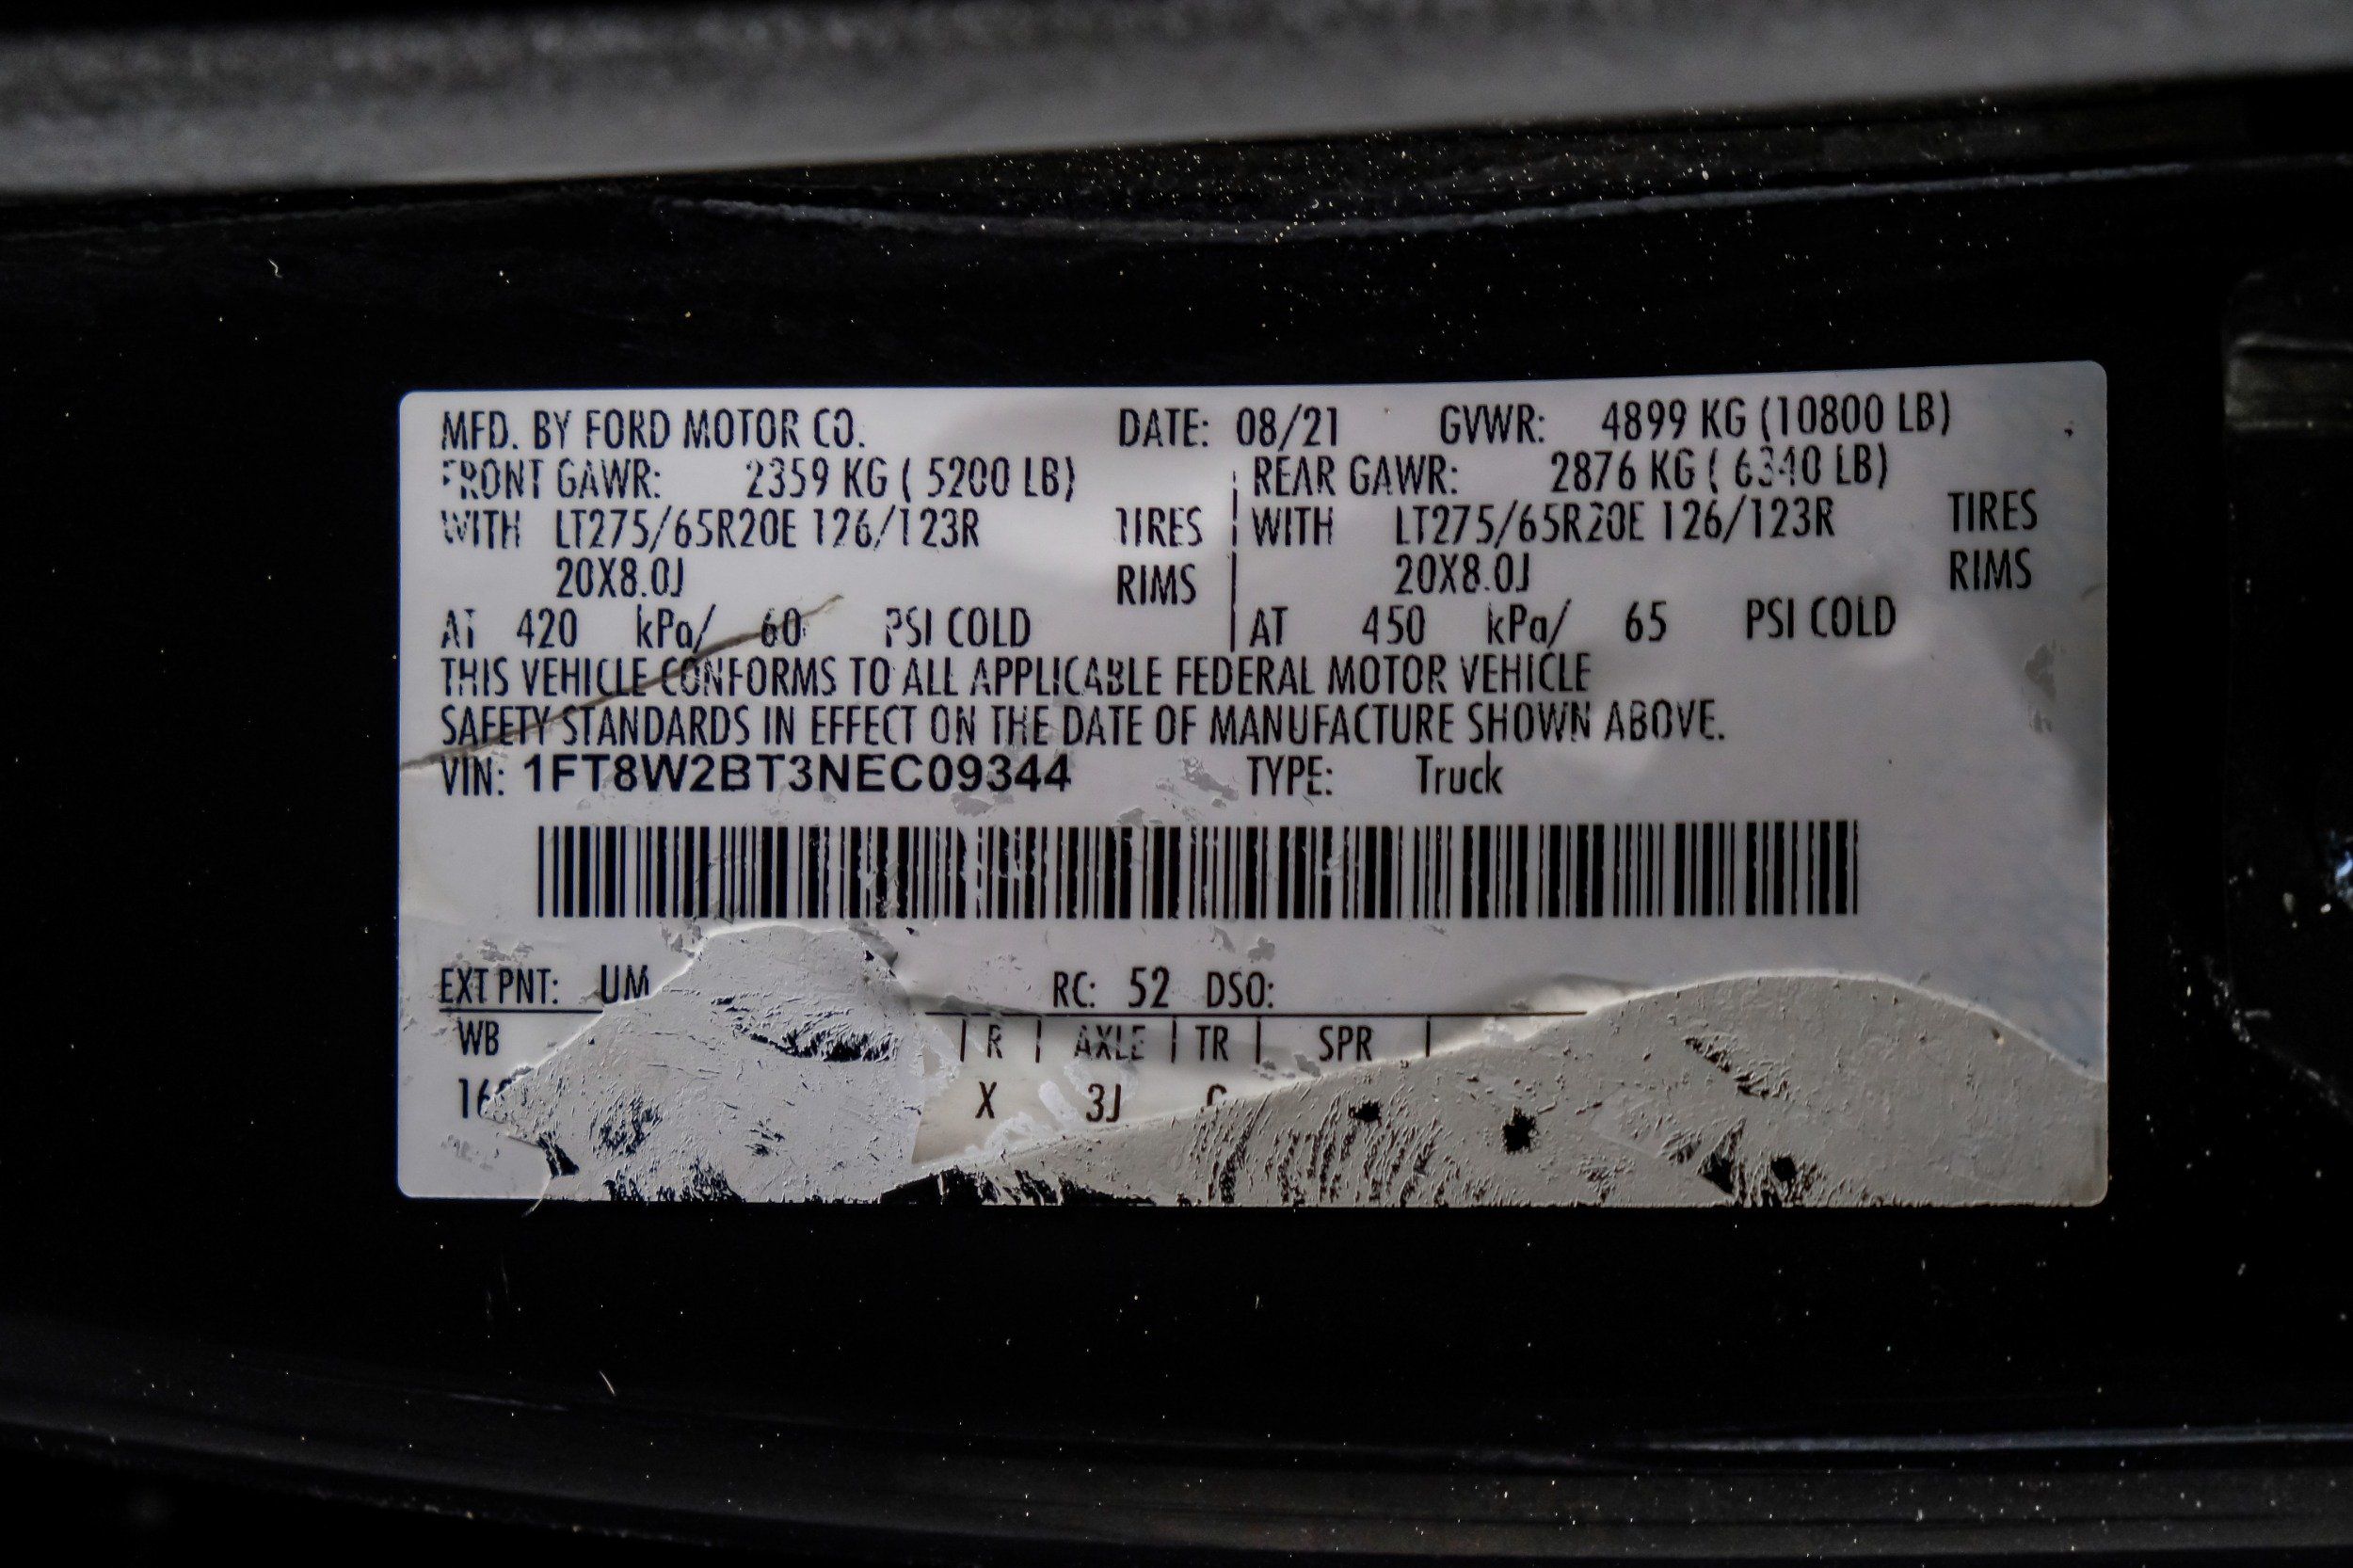 MFD. BY FORD MOTOR CO. DATE: 08/21 GVWR: 4899 KG (10800 LB)
FRONT GAWR: 2359 KG ( 5200 LB) REAR GAWR: 2876 KG ( 6340 LB)
WITH LT275/65R20E 126/123R TIRES WITH LT275/65R20E 126/123R TIRES
20X8.0J RIMS 20X8.0J RIMS
AT 420 kPa/ 60 PSI COLD AT 450 kPa/ 65 PSI COLD
THIS VEHICLE CONFORMS TO ALL APPLICABLE FEDERAL MOTOR VEHICLE
SAFETY STANDARDS IN EFFECT ON THE DATE OF MANUFACTURE SHOWN ABOVE.
VIN: 1FT8W2BT3NEC09344 TYPE: Truck
EXT PNT: UM RC: 52 DSO:
WB R AXLE TR SPR
X 3J